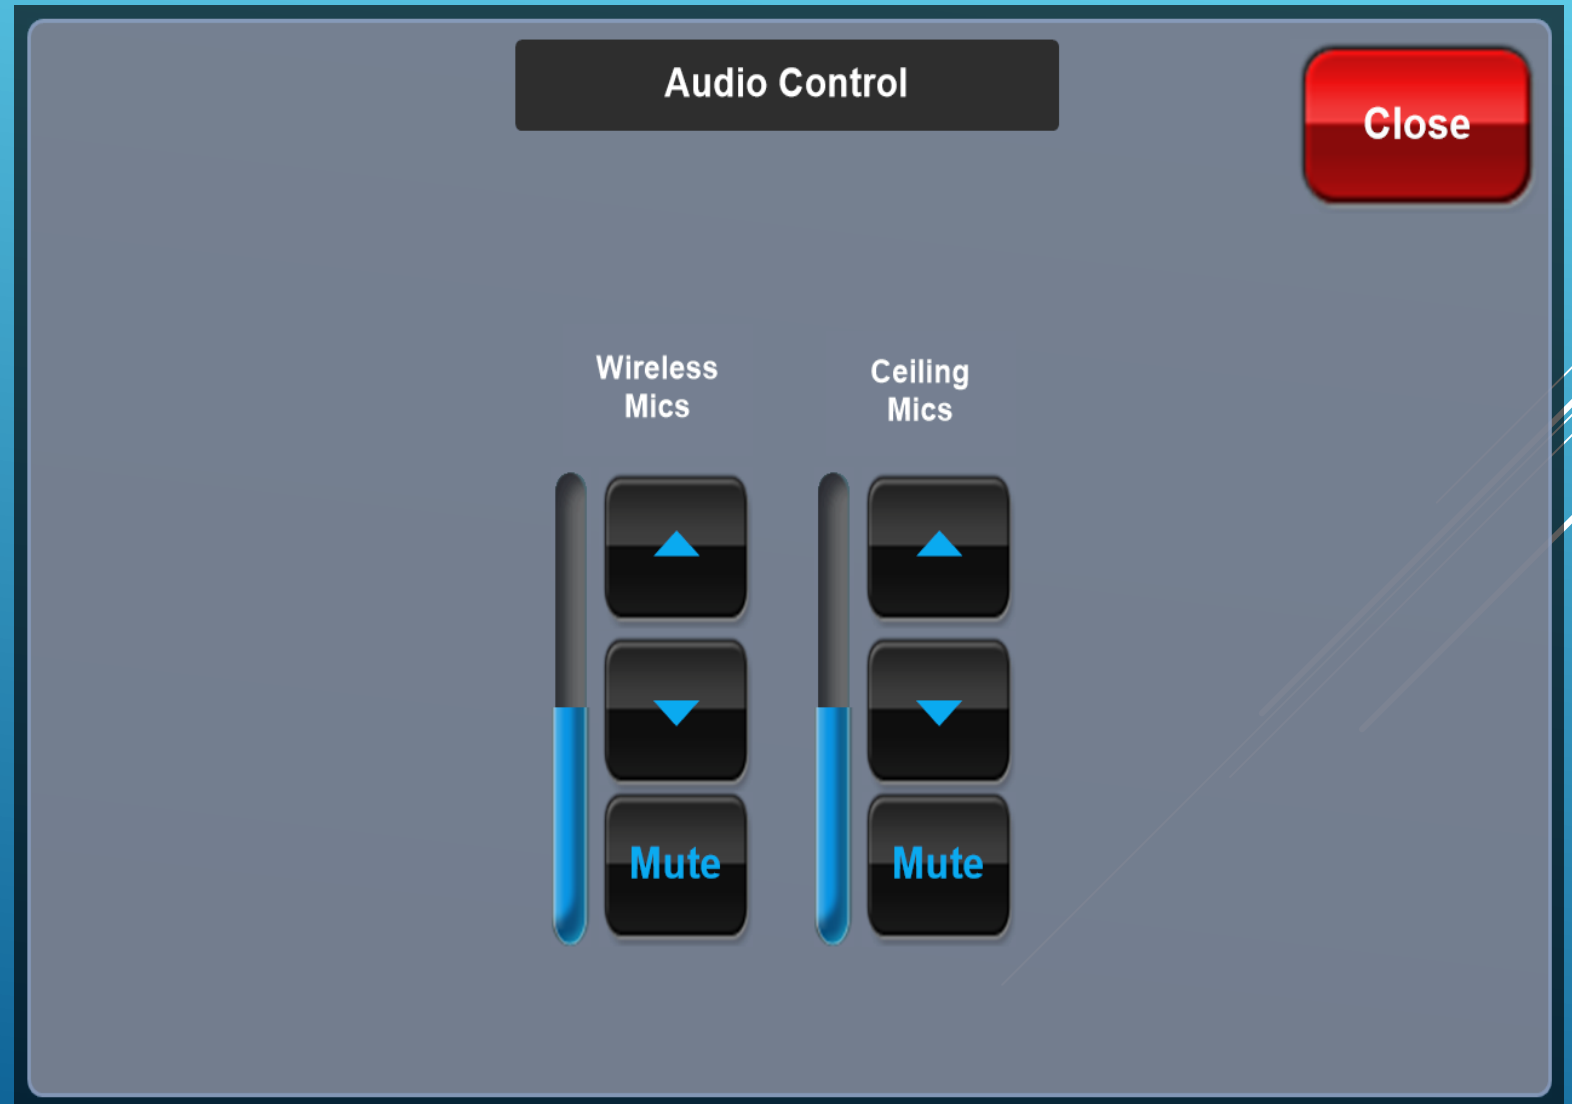 Audio Control
Close
Wireless
Mics
Ceiling
Mics
Mute
Mute